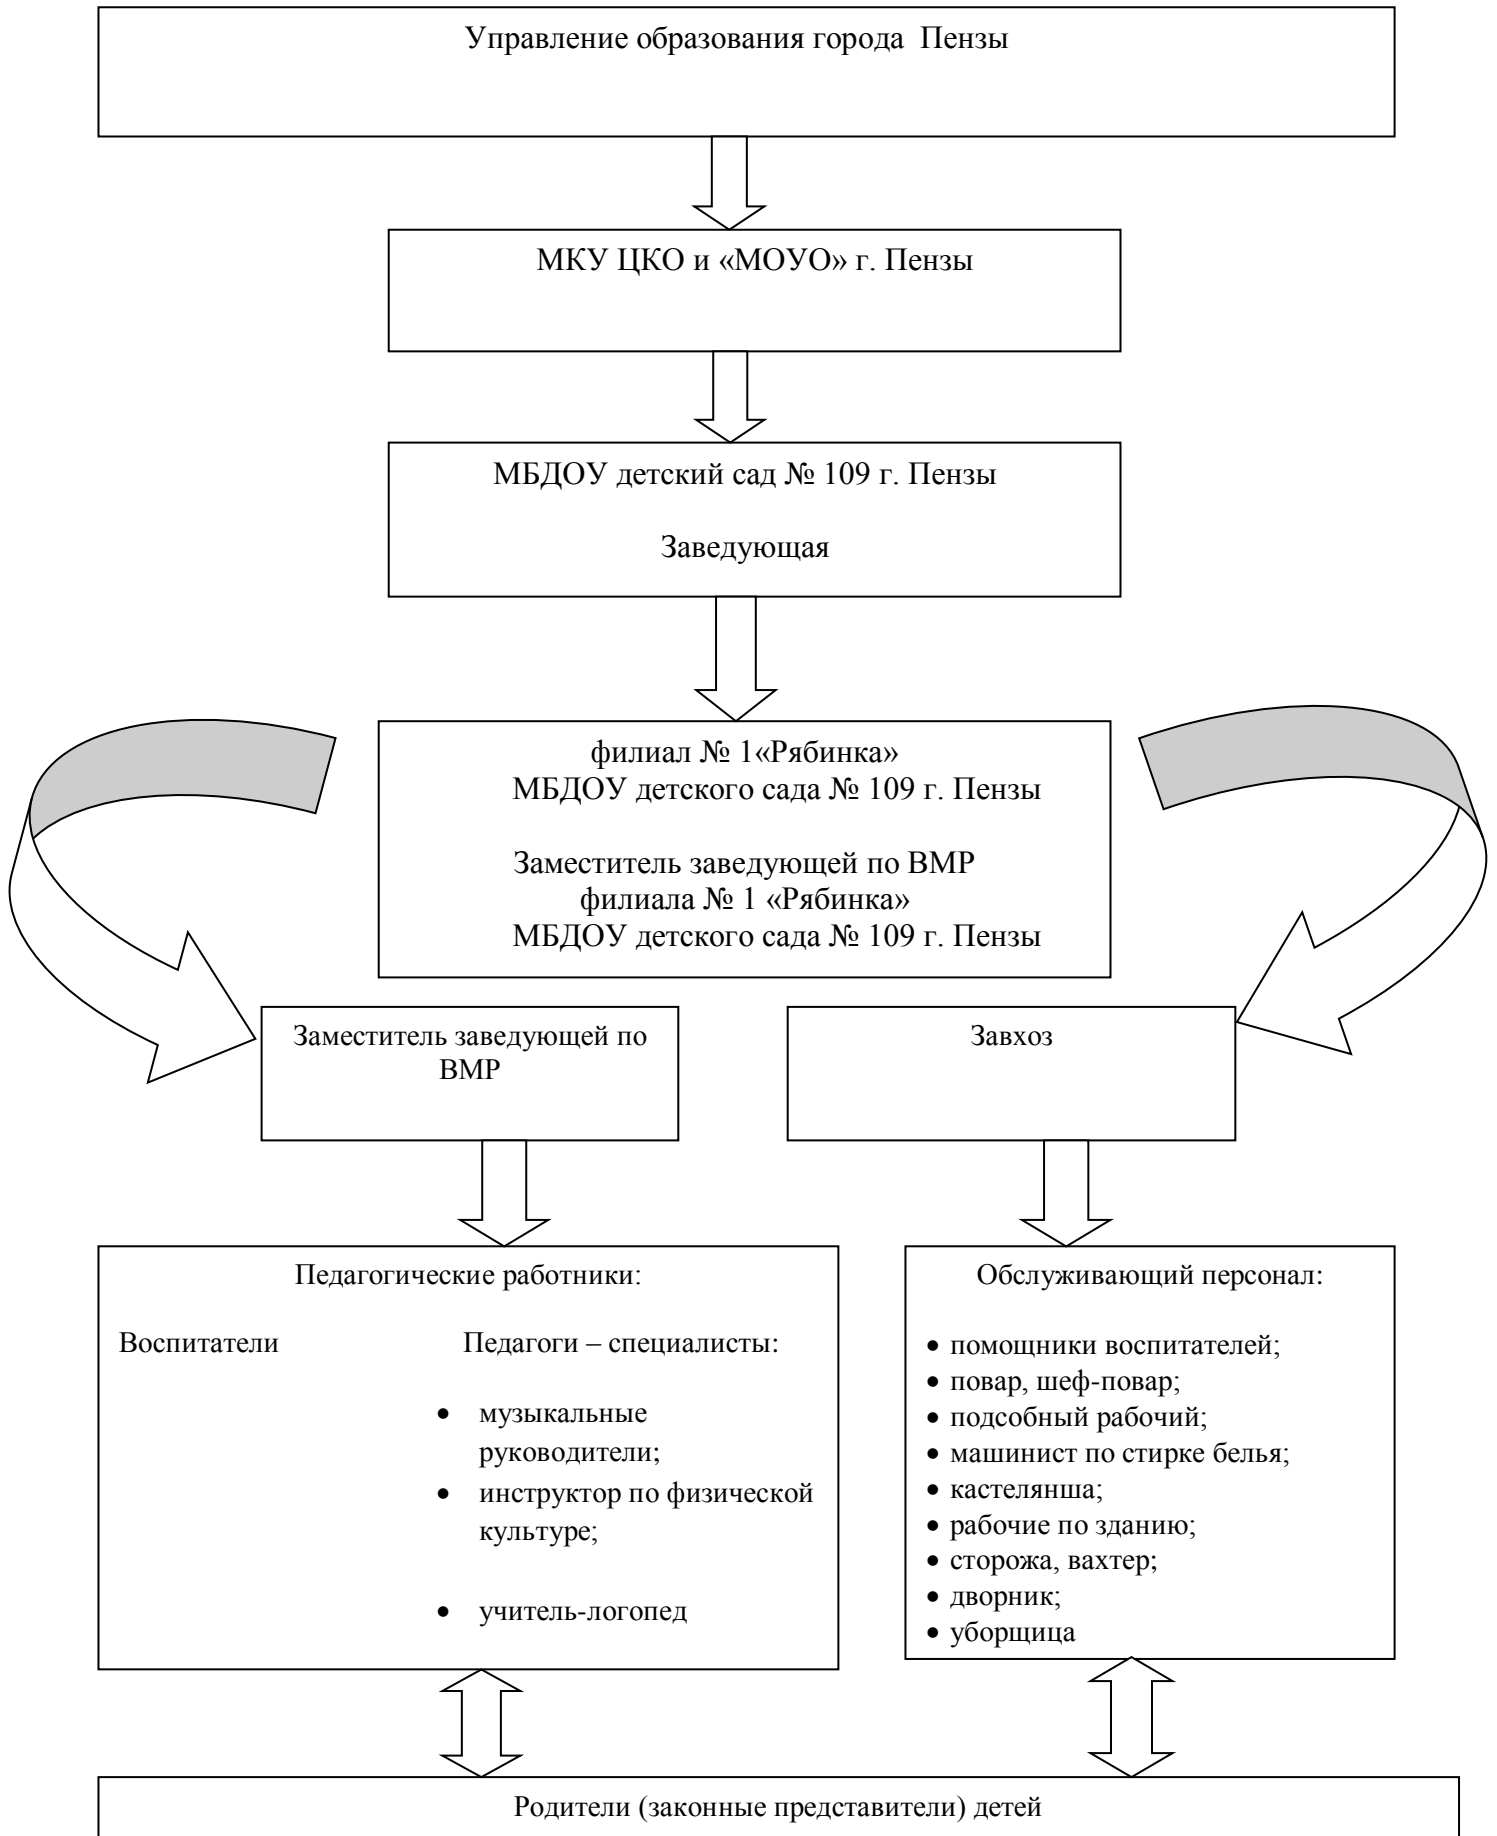 Управление образования города Пензы
МКУ ЦКО и «МОУО» г. Пензы
МБДОУ детский сад № 109 г. Пензы
Заведующая
филиал № 1«Рябинка»
МБДОУ детского сада № 109 г. Пензы
Заместитель заведующей по ВМР
филиала № 1 «Рябинка»
МБДОУ детского сада № 109 г. Пензы
Заместитель заведующей по
ВМР
Завхоз
Педагогические работники:
Воспитатели
Педагоги – специалисты:
• музыкальные
руководители;
• инструктор по физической
культуре;
• учитель-логопед
Обслуживающий персонал:
• помощники воспитателей;
• повар, шеф-повар;
• подсобный рабочий;
• машинист по стирке белья;
• кастелянша;
• рабочие по зданию;
• сторожа, вахтер;
• дворник;
• уборщица
Родители (законные представители) детей